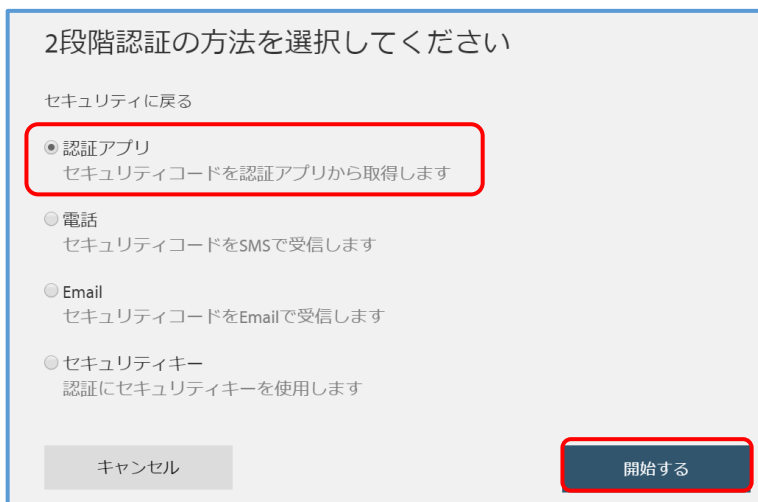 2段階認証の方法を選択してください
セキュリティに戻る
認証アプリ
セキュリティコードを認証アプリから取得します
電話
セキュリティコードをSMSで受信します
Email
セキュリティコードをEmailで受信します
セキュリティキー
認証にセキュリティキーを使用します
キャンセル
開始する